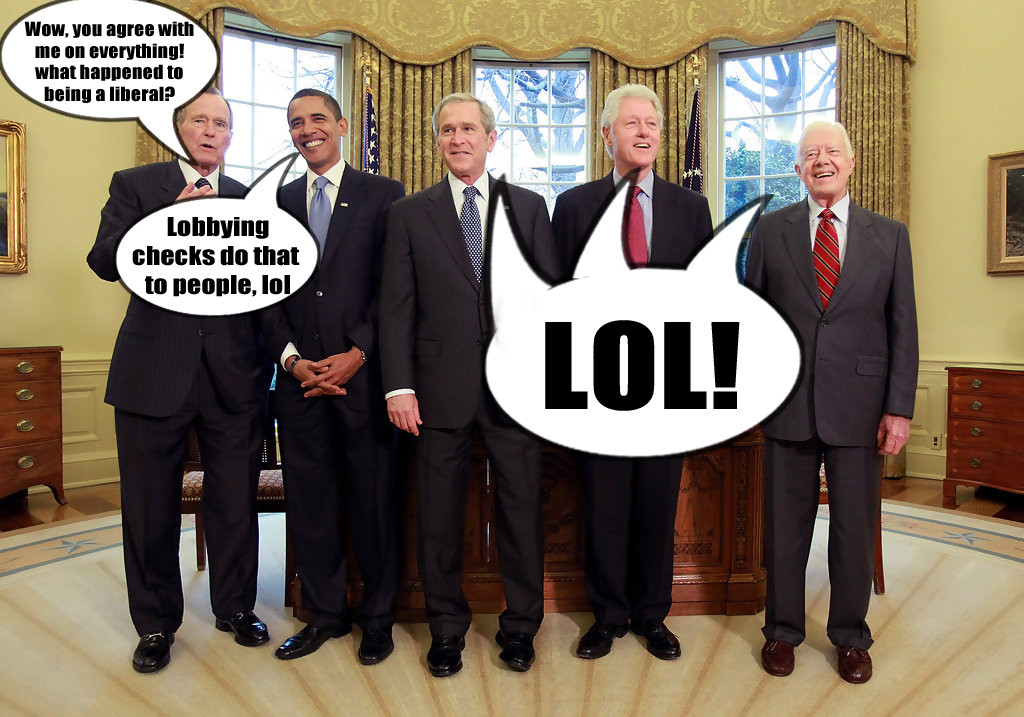 Wow, you agree with
me on everything!
what happened to
being a liberal?
Lobbying
checks do that
to people, lol
LOL!